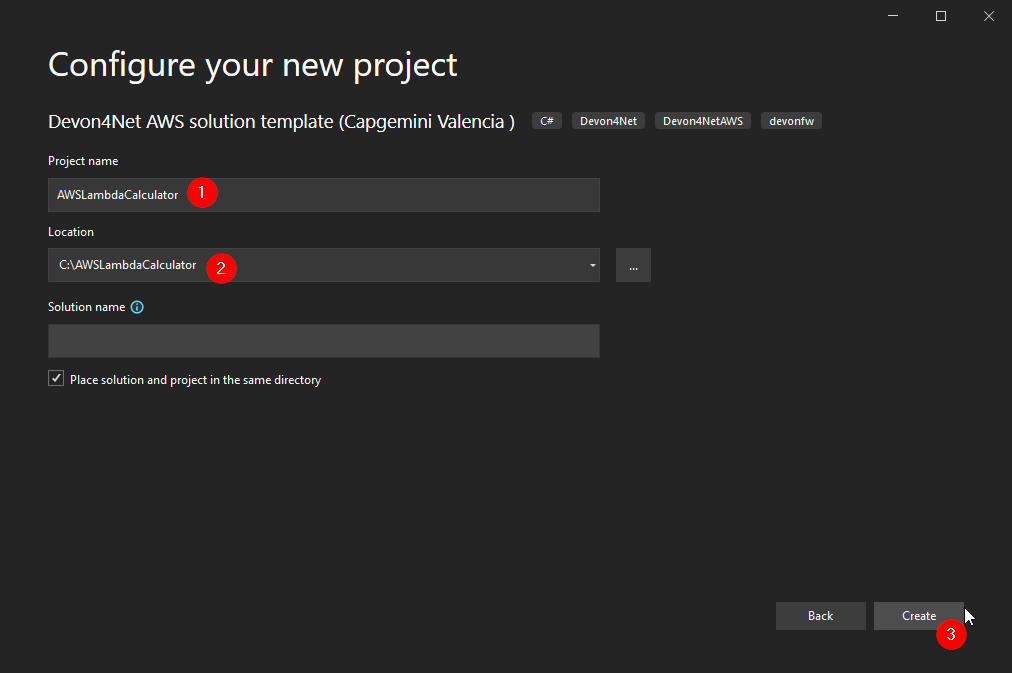 Configure your new project
Devon4Net AWS solution template (Capgemini Valencia ) C# Devon4Net Devon4NetAWS devonfw
Project name
AWSLambdaCalculator 1
Location
C:\AWSLambdaCalculator 2 ...
Solution name
Place solution and project in the same directory
Back Create
3